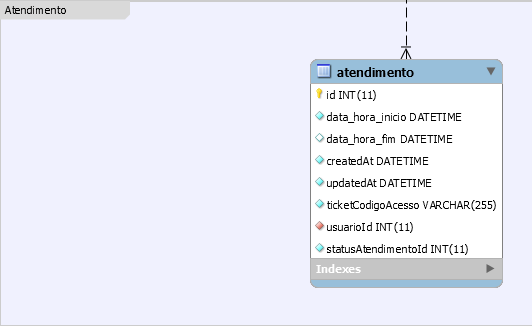 Atendimento
atendimento
id INT(11)
data_hora_inicio DATETIME
data_hora_fim DATETIME
createdAt DATETIME
updatedAt DATETIME
ticketCodigoAcesso VARCHAR(255)
usuarioId INT(11)
statusAtendimentoId INT(11)
Indexes